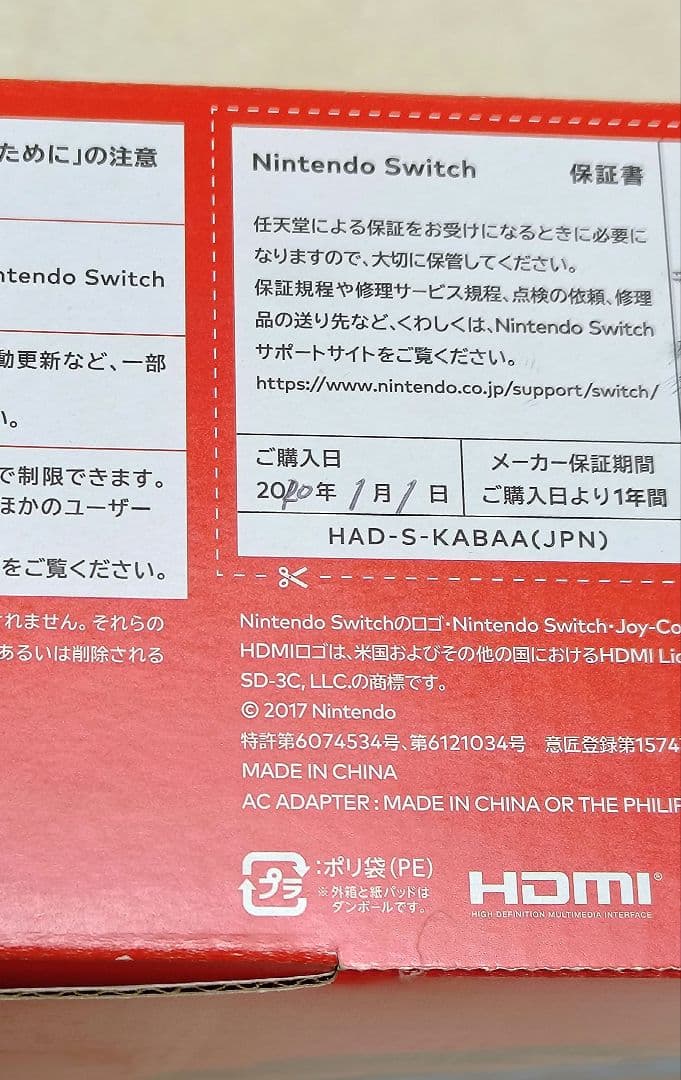 ために」の注意
ntendo Switch
動更新など、一部
い。
で制限できます。
ほかのユーザー
をご覧ください。
されません。それらの
あるいは削除される
Nintendo Switch 保証書
任天堂による保証をお受けになるときに必要に
なりますので、大切に保管してください。
保証規程や修理サービス規程、点検の依頼、修理
品の送り先など、くわしくは、Nintendo Switch
サポートサイトをご覧ください。
https://www.nintendo.co.jp/support/switch/
ご購入日
2020年 1月 1日
メーカー保証期間
ご購入日より1年間
HAD-S-KABAA(JPN)
Nintendo Switchのロゴ・Nintendo Switch・Joy-Co
HDMIロゴは、米国およびその他の国におけるHDMI Lic
SD-3C, LLC.の商標です。
© 2017 Nintendo
特許第6074534号、第6121034号 意匠登録第15747
MADE IN CHINA
AC ADAPTER : MADE IN CHINA OR THE PHILIP
プラ
:ポリ袋(PE)
※外箱と紙パッドは
ダンボールです。
HDMI®
HIGH-DEFINITION MULTIMEDIA INTERFACE